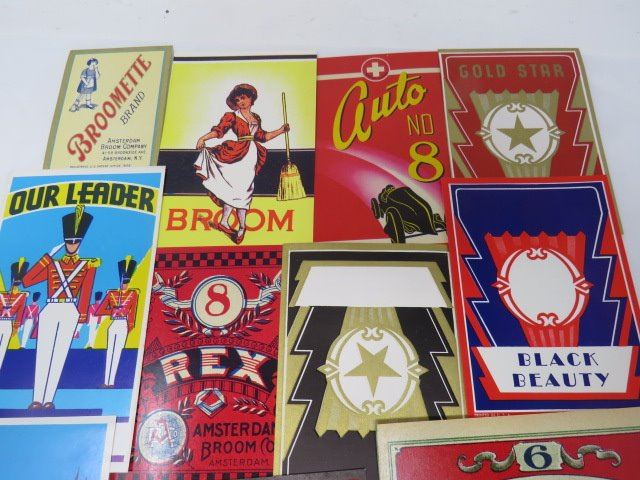 BROOMETTE
BRAND
AMSTERDAM
BROOM COMPANY
AMSTERDAM, N.Y.
BROOM
Auto
NO
8
GOLD STAR
OUR LEADER
8
REX
AMSTERDAM
BROOM CO.
AMSTERDAM
BLACK
BEAUTY
6